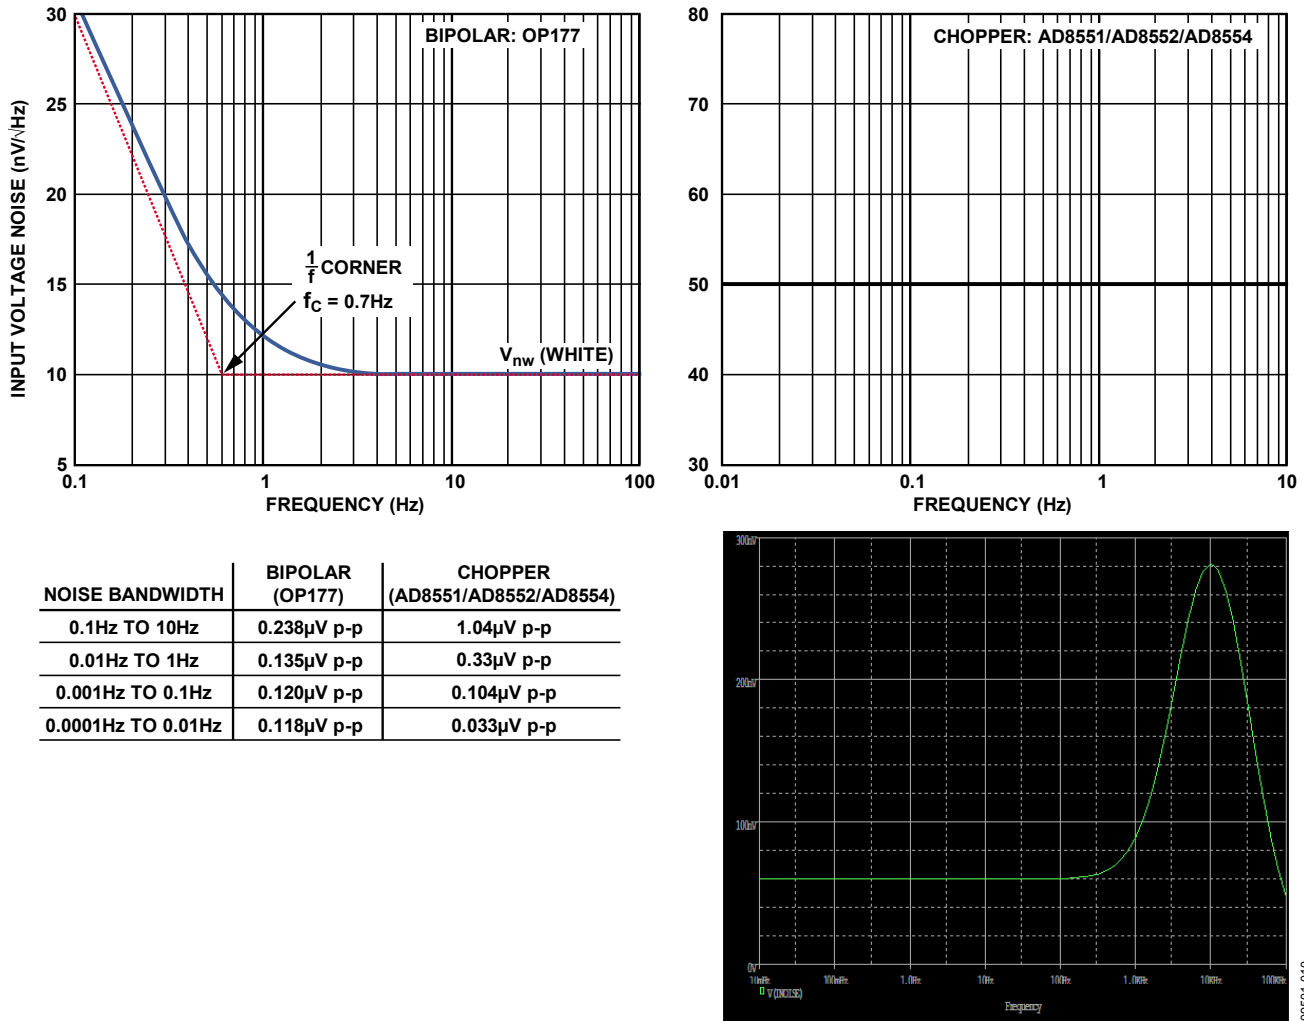 30
25
20
15
10
5
INPUT VOLTAGE NOISE (nV/√Hz)
BIPOLAR: OP177
1/f CORNER
fC = 0.7Hz
Vnw (WHITE)
0.1
1
10
100
FREQUENCY (Hz)
80
70
60
50
40
30
CHOPPER: AD8551/AD8552/AD8554
0.01
0.1
1
10
FREQUENCY (Hz)
NOISE BANDWIDTH BIPOLAR (OP177) CHOPPER (AD8551/AD8552/AD8554)
0.1Hz TO 10Hz 0.238µV p-p 1.04µV p-p
0.01Hz TO 1Hz 0.135µV p-p 0.33µV p-p
0.001Hz TO 0.1Hz 0.120µV p-p 0.104µV p-p
0.0001Hz TO 0.01Hz 0.118µV p-p 0.033µV p-p
300nV
200nV
100nV
0V
10mHz
100mHz
1.0Hz
10Hz
100Hz
1.0KHz
10KHz
100KHz
V(INOISE)
Frequency